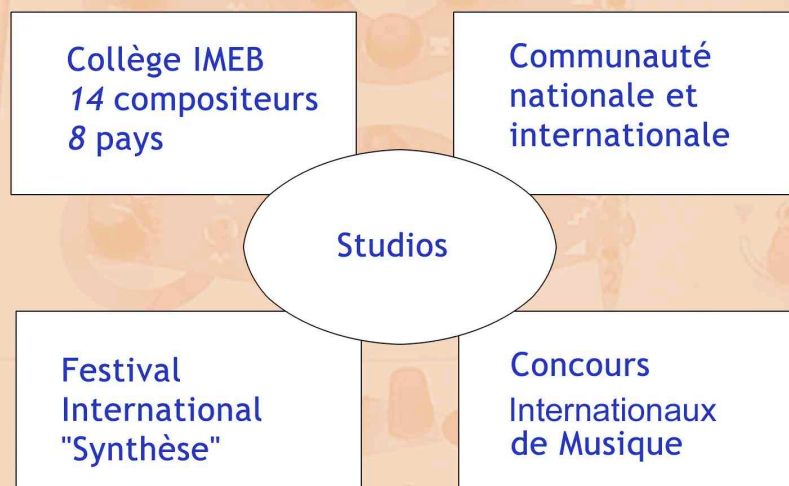 Collège IMEB
14 compositeurs
8 pays
Communauté
nationale et
internationale
Studios
Festival
International
"Synthèse"
Concours
Internationaux
de Musique